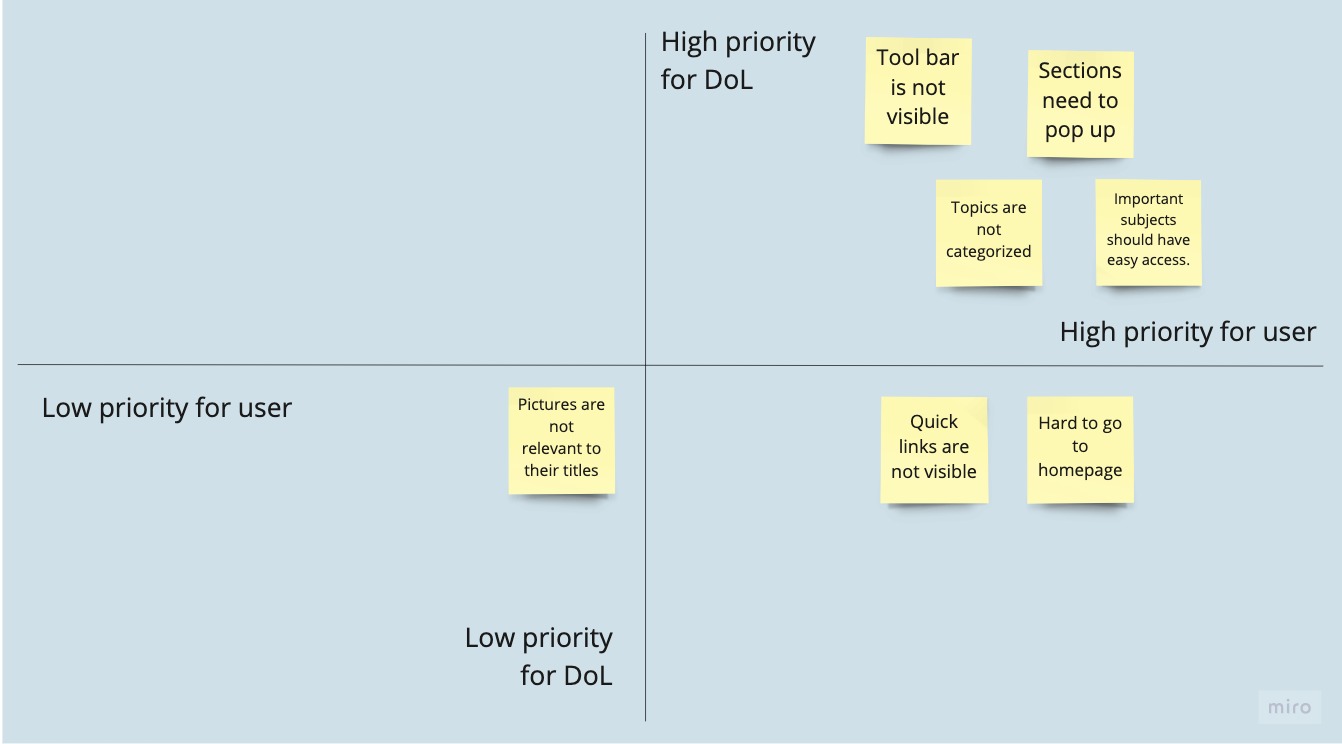 High priority
for DoL
Tool bar
is not
visible
Sections
need to
pop up
Topics are
not
categorized
Important
subjects
should have
easy access.
High priority for user
Low priority for user
Pictures are
not
relevant to
their titles
Quick
links are
not visible
Hard to go
to
homepage
Low priority
for DoL
miro